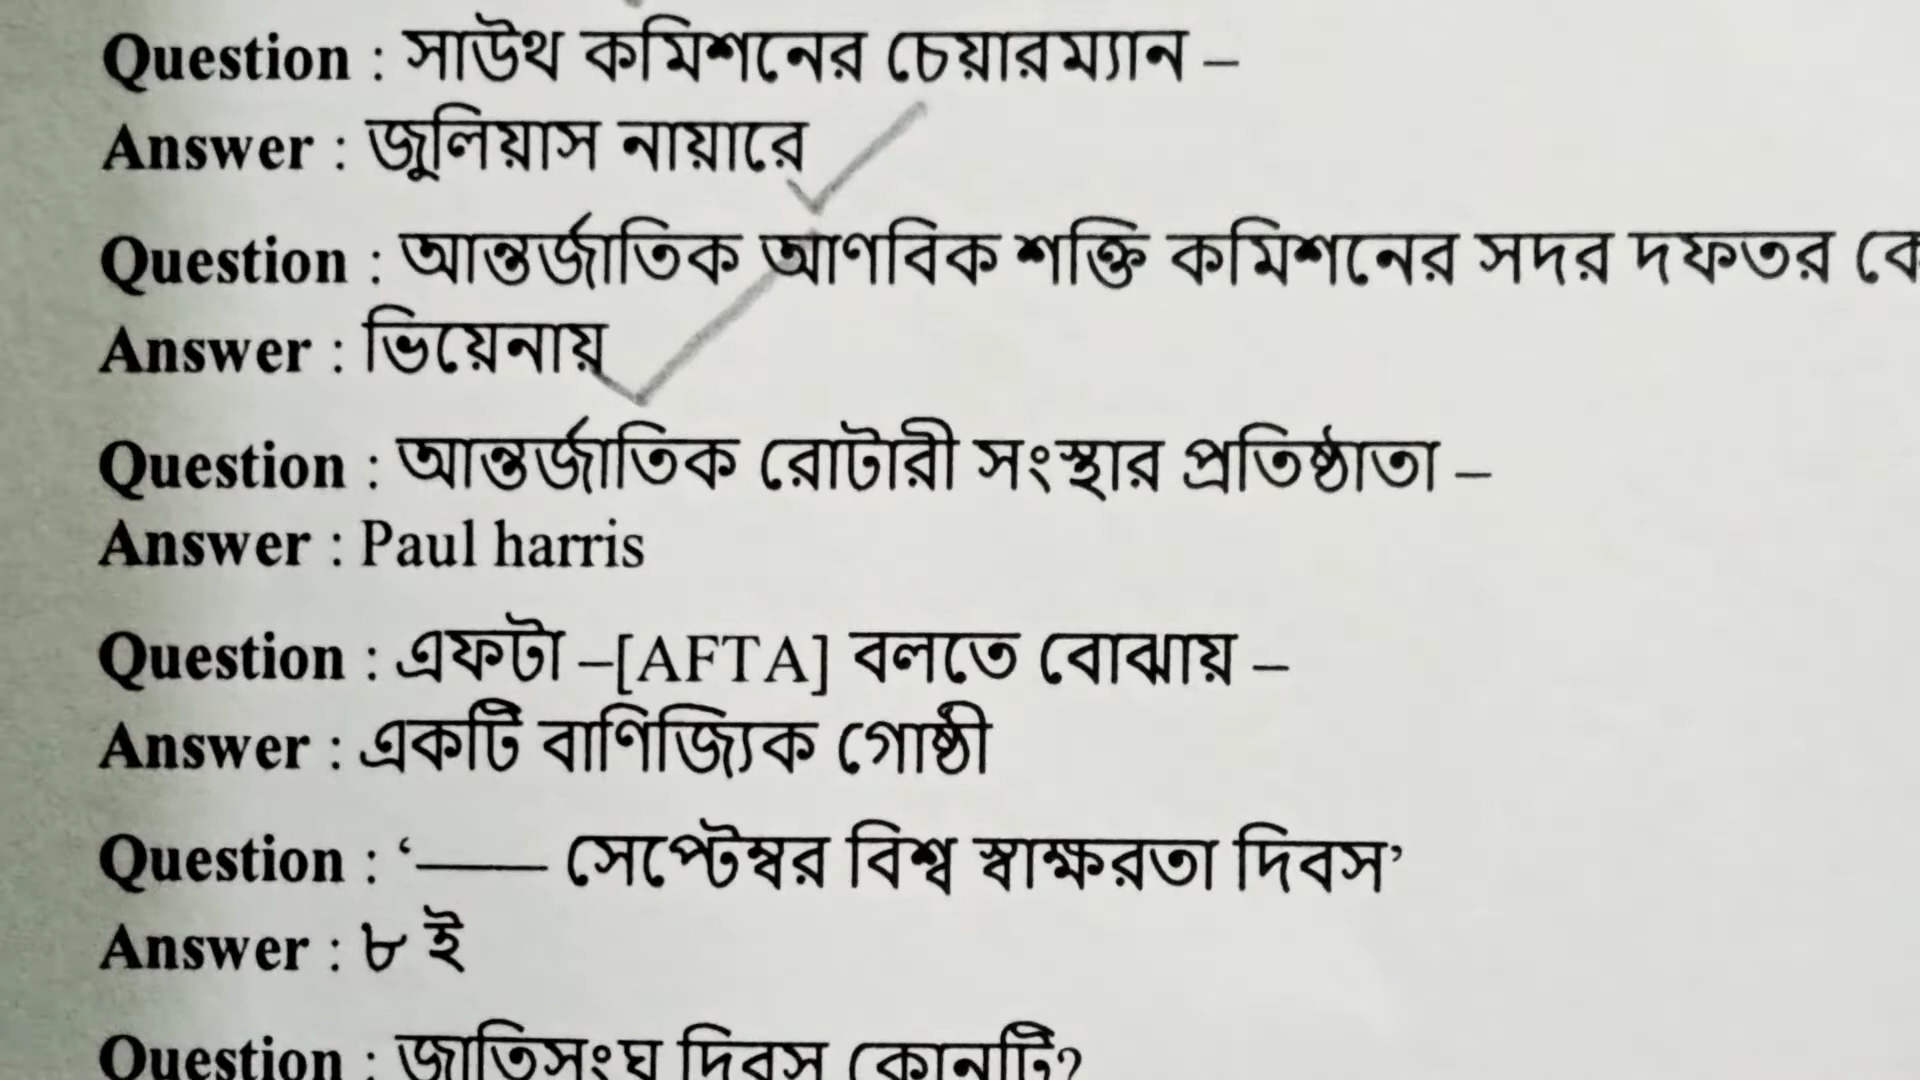 Question : সাউথ কমিশনের চেয়ারম্যান –
Answer : জুলিয়াস নায়ারে
Question : আন্তর্জাতিক আণবিক শক্তি কমিশনের সদর দফতর
Answer : ভিয়েনায়
Question : আন্তর্জাতিক রোটারী সংস্থার প্রতিষ্ঠাতা –
Answer : Paul harris
Question : এফটা –[AFTA] বলতে বোঝায় –
Answer : একটি বাণিজ্যিক গোষ্ঠী
Question : ‘—— সেপ্টেম্বর বিশ্ব স্বাক্ষরতা দিবস’
Answer : ৮ ই
Question : জাতিসংঘ দিবস কোনটি?